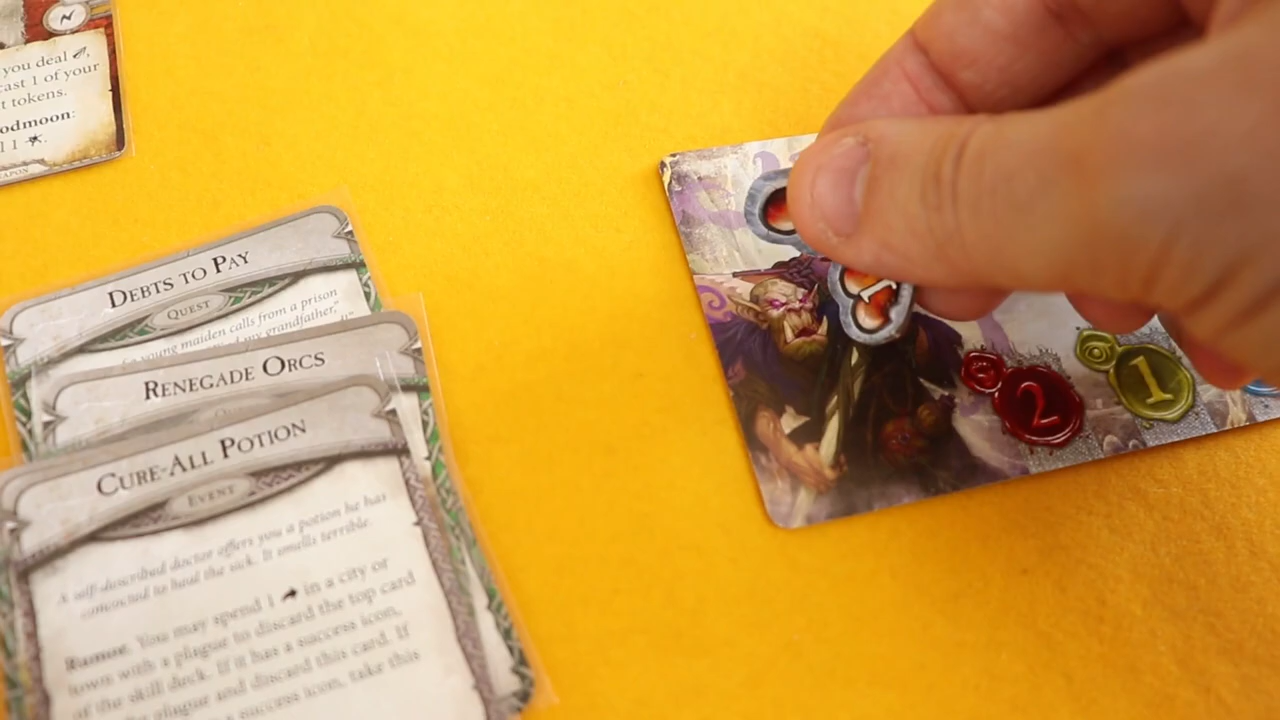 you deal
cast 1 of your
t tokens.
odmoon:
1
APON
DEBTS TO PAY
QUEST
young maiden calls from a prison
my grandfather,"
RENEGADE ORCS
CURE-ALL POTION
EVENT
A self-described doctor offers you a potion he has
concocted to heal the sick. It smells terrible.
Rumor. You may spend 1 in a city or
town with a plague to discard the top card
of the skill deck. If it has a success icon,
plague and discard this card. If
success icon, take this
1
2
1